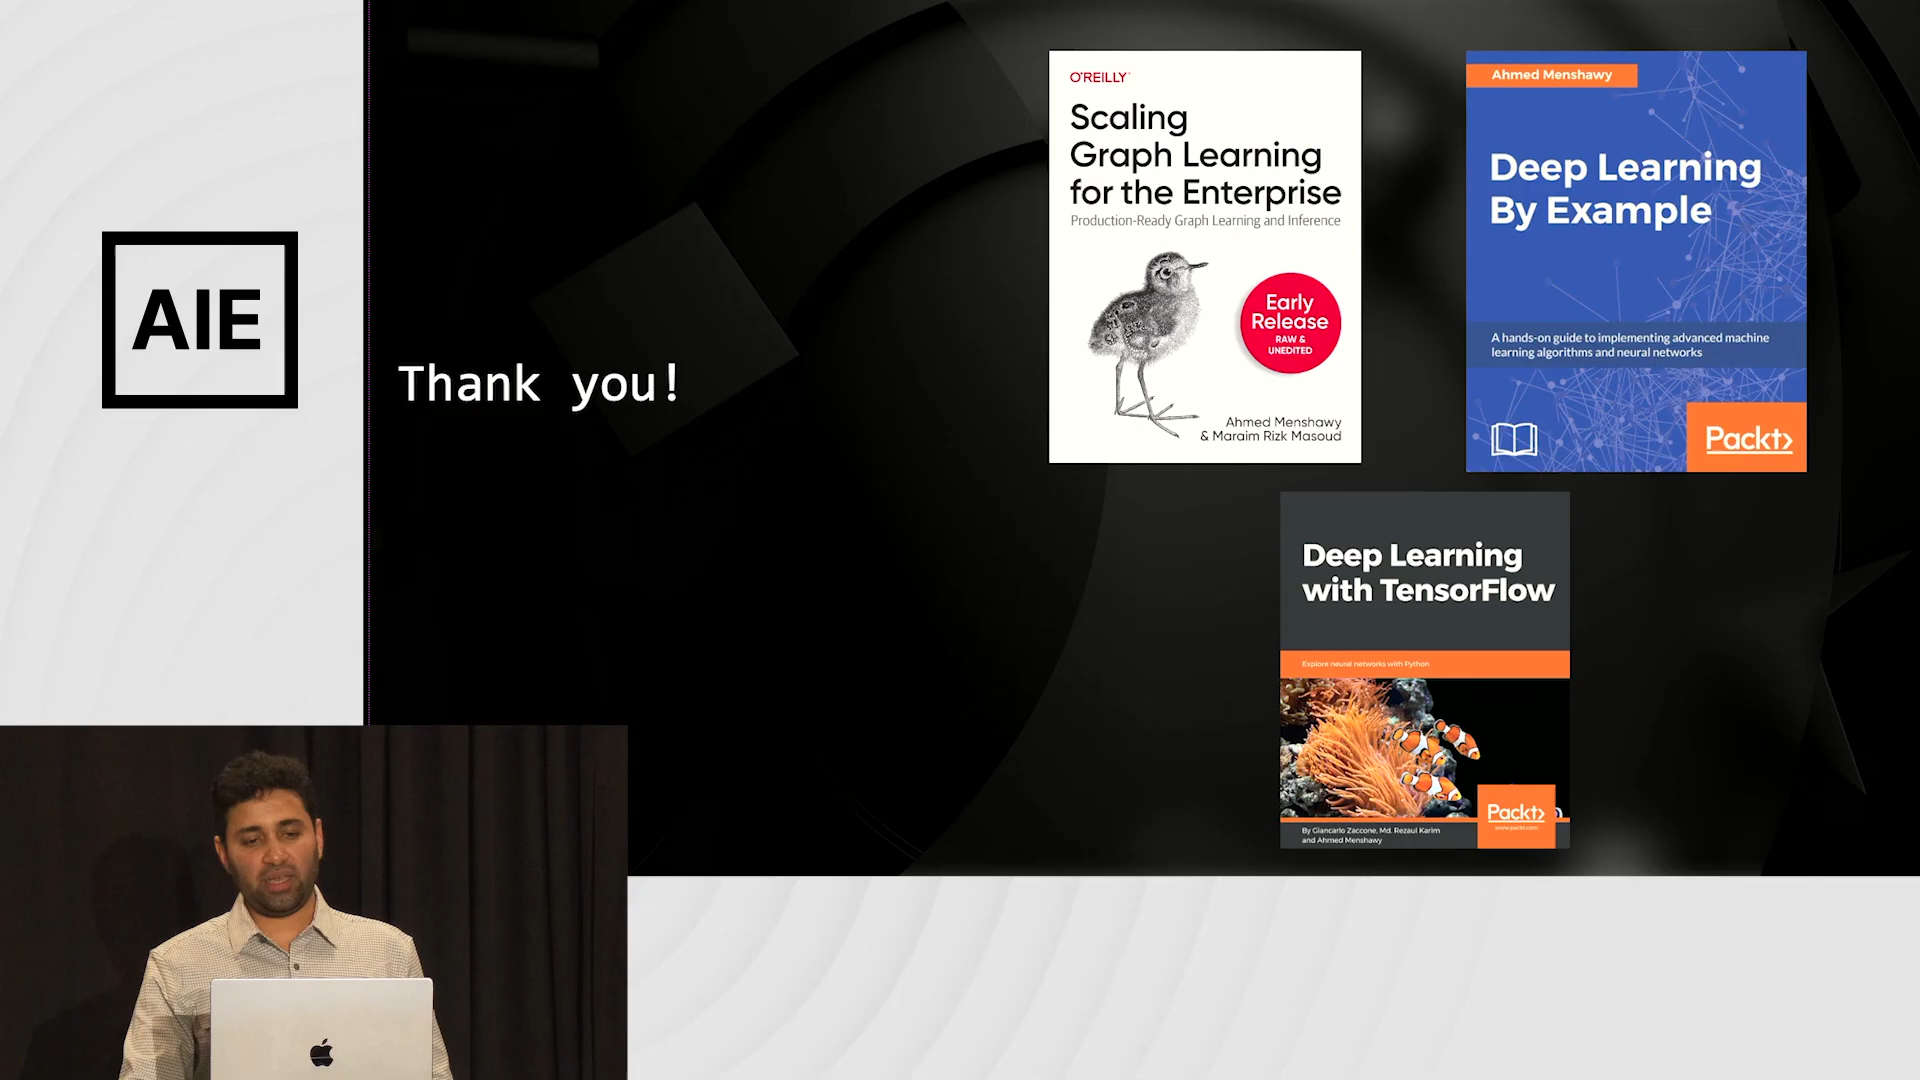 AIE
Thank you!
O'REILLY
Scaling
Graph Learning
for the Enterprise
Production-Ready Graph Learning and Inference
Early
Release
RAW &
UNEDITED
Ahmed Menshawy
& Maraim Rizk Masoud
Ahmed Menshawy
Deep Learning
By Example
A hands-on guide to implementing advanced machine
learning algorithms and neural networks
Packt>
Deep Learning
with TensorFlow
Explore neural networks with Python
Packt>
www.packt.com
By Giancarlo Zaccone, Md. Rezaul Karim
and Ahmed Menshawy